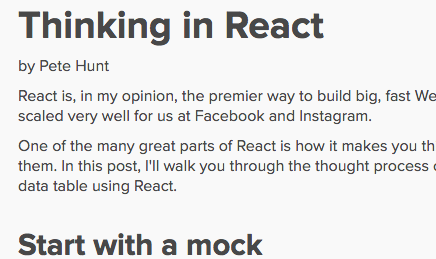 Thinking in React
by Pete Hunt
React is, in my opinion, the premier way to build big, fast We
scaled very well for us at Facebook and Instagram.
One of the many great parts of React is how it makes you th
them. In this post, I'll walk you through the thought process
data table using React.
Start with a mock